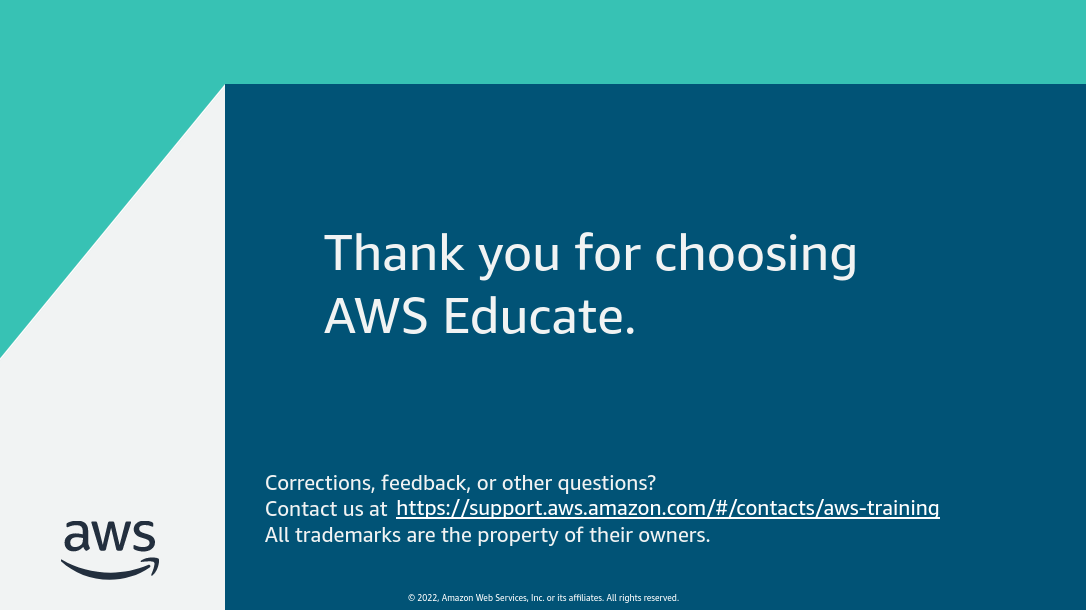 Thank you for choosing
AWS Educate.
Corrections, feedback, or other questions?
Contact us at https://support.aws.amazon.com/#/contacts/aws-training
All trademarks are the property of their owners.
aws
© 2022, Amazon Web Services, Inc. or its affiliates. All rights reserved.